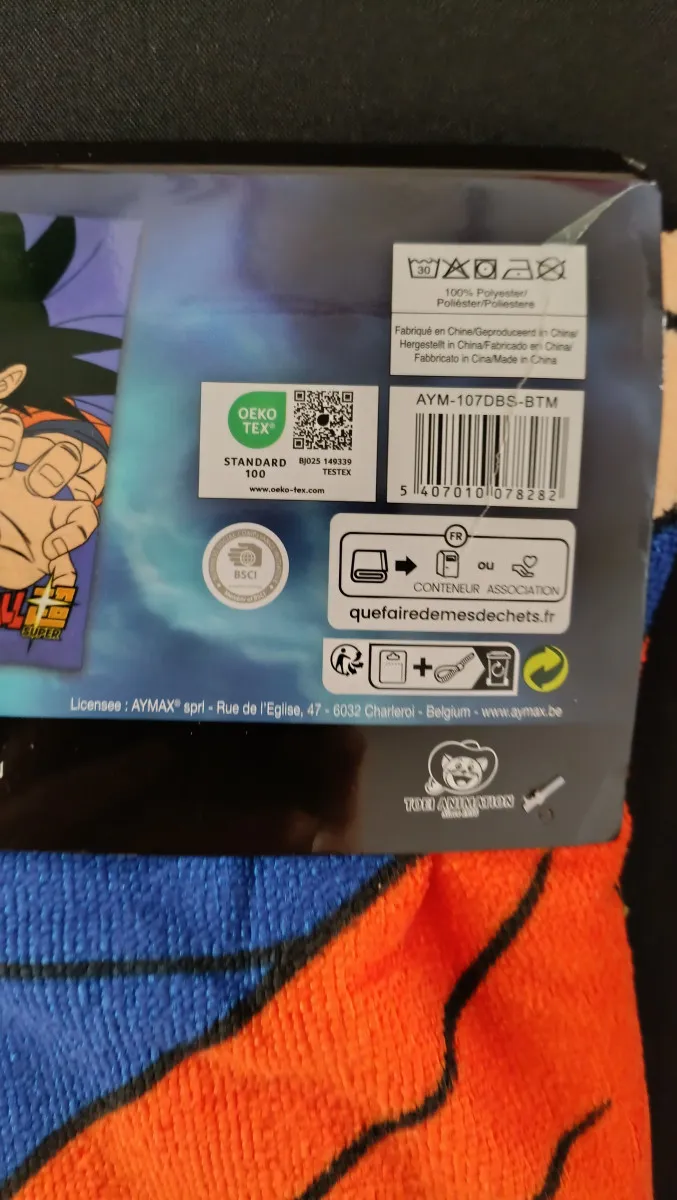 30
100% Polyester/
Poliéster/Poliestere
Fabriqué en Chine/Geproduceerd in China/
Hergestellt in China/Fabricado en China/
Fabbricato in Cina/Made in China
OEKO
TEX®
STANDARD
100
BJ025 149339
TESTEX
www.oeko-tex.com
AYM-107DBS-BTM
5 407010 078282
BSCI
FR
OU
CONTENEUR ASSOCIATION
quefairedemesdechets.fr
SUPER
Licensee : AYMAX® sprl - Rue de l'Eglise, 47 - 6032 Charleroi - Belgium - www.aymax.be
TOEI ANIMATION